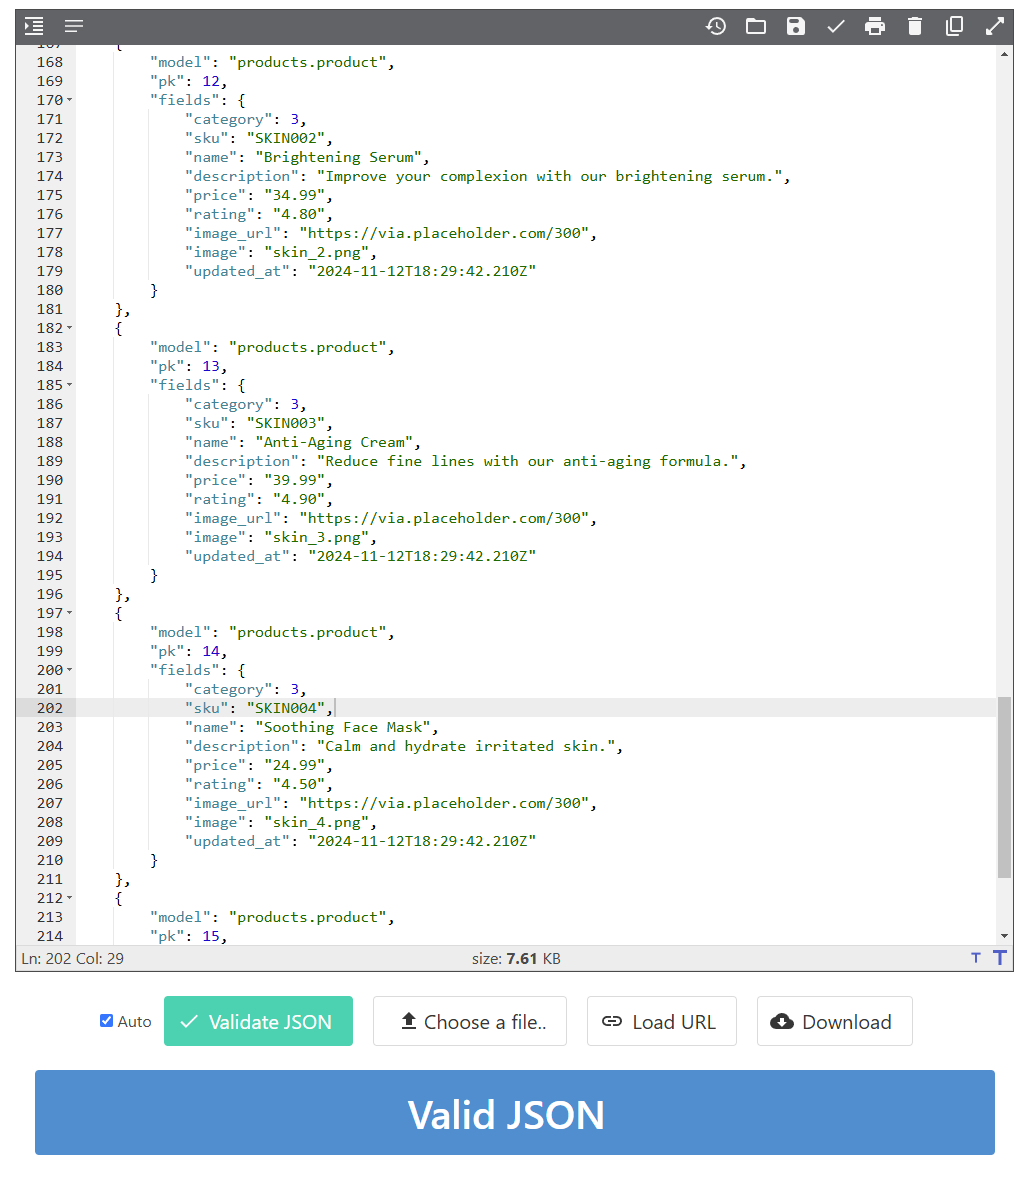 167 {
168 "model": "products.product",
169 "pk": 12,
170 "fields": {
171 "category": 3,
172 "sku": "SKIN002",
173 "name": "Brightening Serum",
174 "description": "Improve your complexion with our brightening serum.",
175 "price": "34.99",
176 "rating": "4.80",
177 "image_url": "https://via.placeholder.com/300",
178 "image": "skin_2.png",
179 "updated_at": "2024-11-12T18:29:42.210Z"
180 }
181 },
182 {
183 "model": "products.product",
184 "pk": 13,
185 "fields": {
186 "category": 3,
187 "sku": "SKIN003",
188 "name": "Anti-Aging Cream",
189 "description": "Reduce fine lines with our anti-aging formula.",
190 "price": "39.99",
191 "rating": "4.90",
192 "image_url": "https://via.placeholder.com/300",
193 "image": "skin_3.png",
194 "updated_at": "2024-11-12T18:29:42.210Z"
195 }
196 },
197 {
198 "model": "products.product",
199 "pk": 14,
200 "fields": {
201 "category": 3,
202 "sku": "SKIN004",
203 "name": "Soothing Face Mask",
204 "description": "Calm and hydrate irritated skin.",
205 "price": "24.99",
206 "rating": "4.50",
207 "image_url": "https://via.placeholder.com/300",
208 "image": "skin_4.png",
209 "updated_at": "2024-11-12T18:29:42.210Z"
210 }
211 },
212 {
213 "model": "products.product",
214 "pk": 15,
Ln: 202 Col: 29 size: 7.61 KB T T
Auto Validate JSON Choose a file.. Load URL Download
Valid JSON